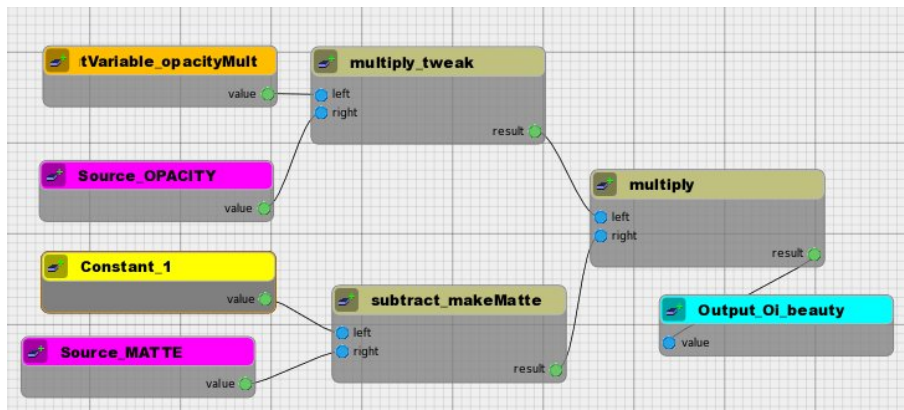 tVariable_opacityMult
value
multiply_tweak
left
right
result
Source_OPACITY
value
multiply
left
right
result
Constant_1
value
subtract_makeMatte
left
right
result
Output_Oi_beauty
value
Source_MATTE
value